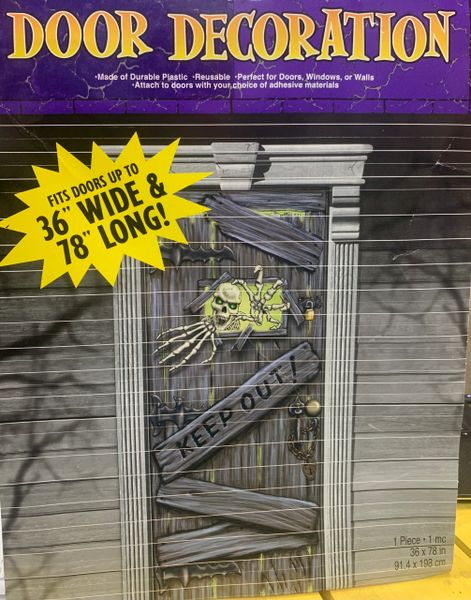 DOOR DECORATION
•Made of Durable Plastic •Reusable •Perfect for Doors, Windows, or Walls
•Attach to doors with your choice of adhesive materials
FITS DOORS UP TO
36" WIDE &
78" LONG!
KEEP OUT!
1 Piece • 1 mc
36 x 78 in
91.4 x 198 cm